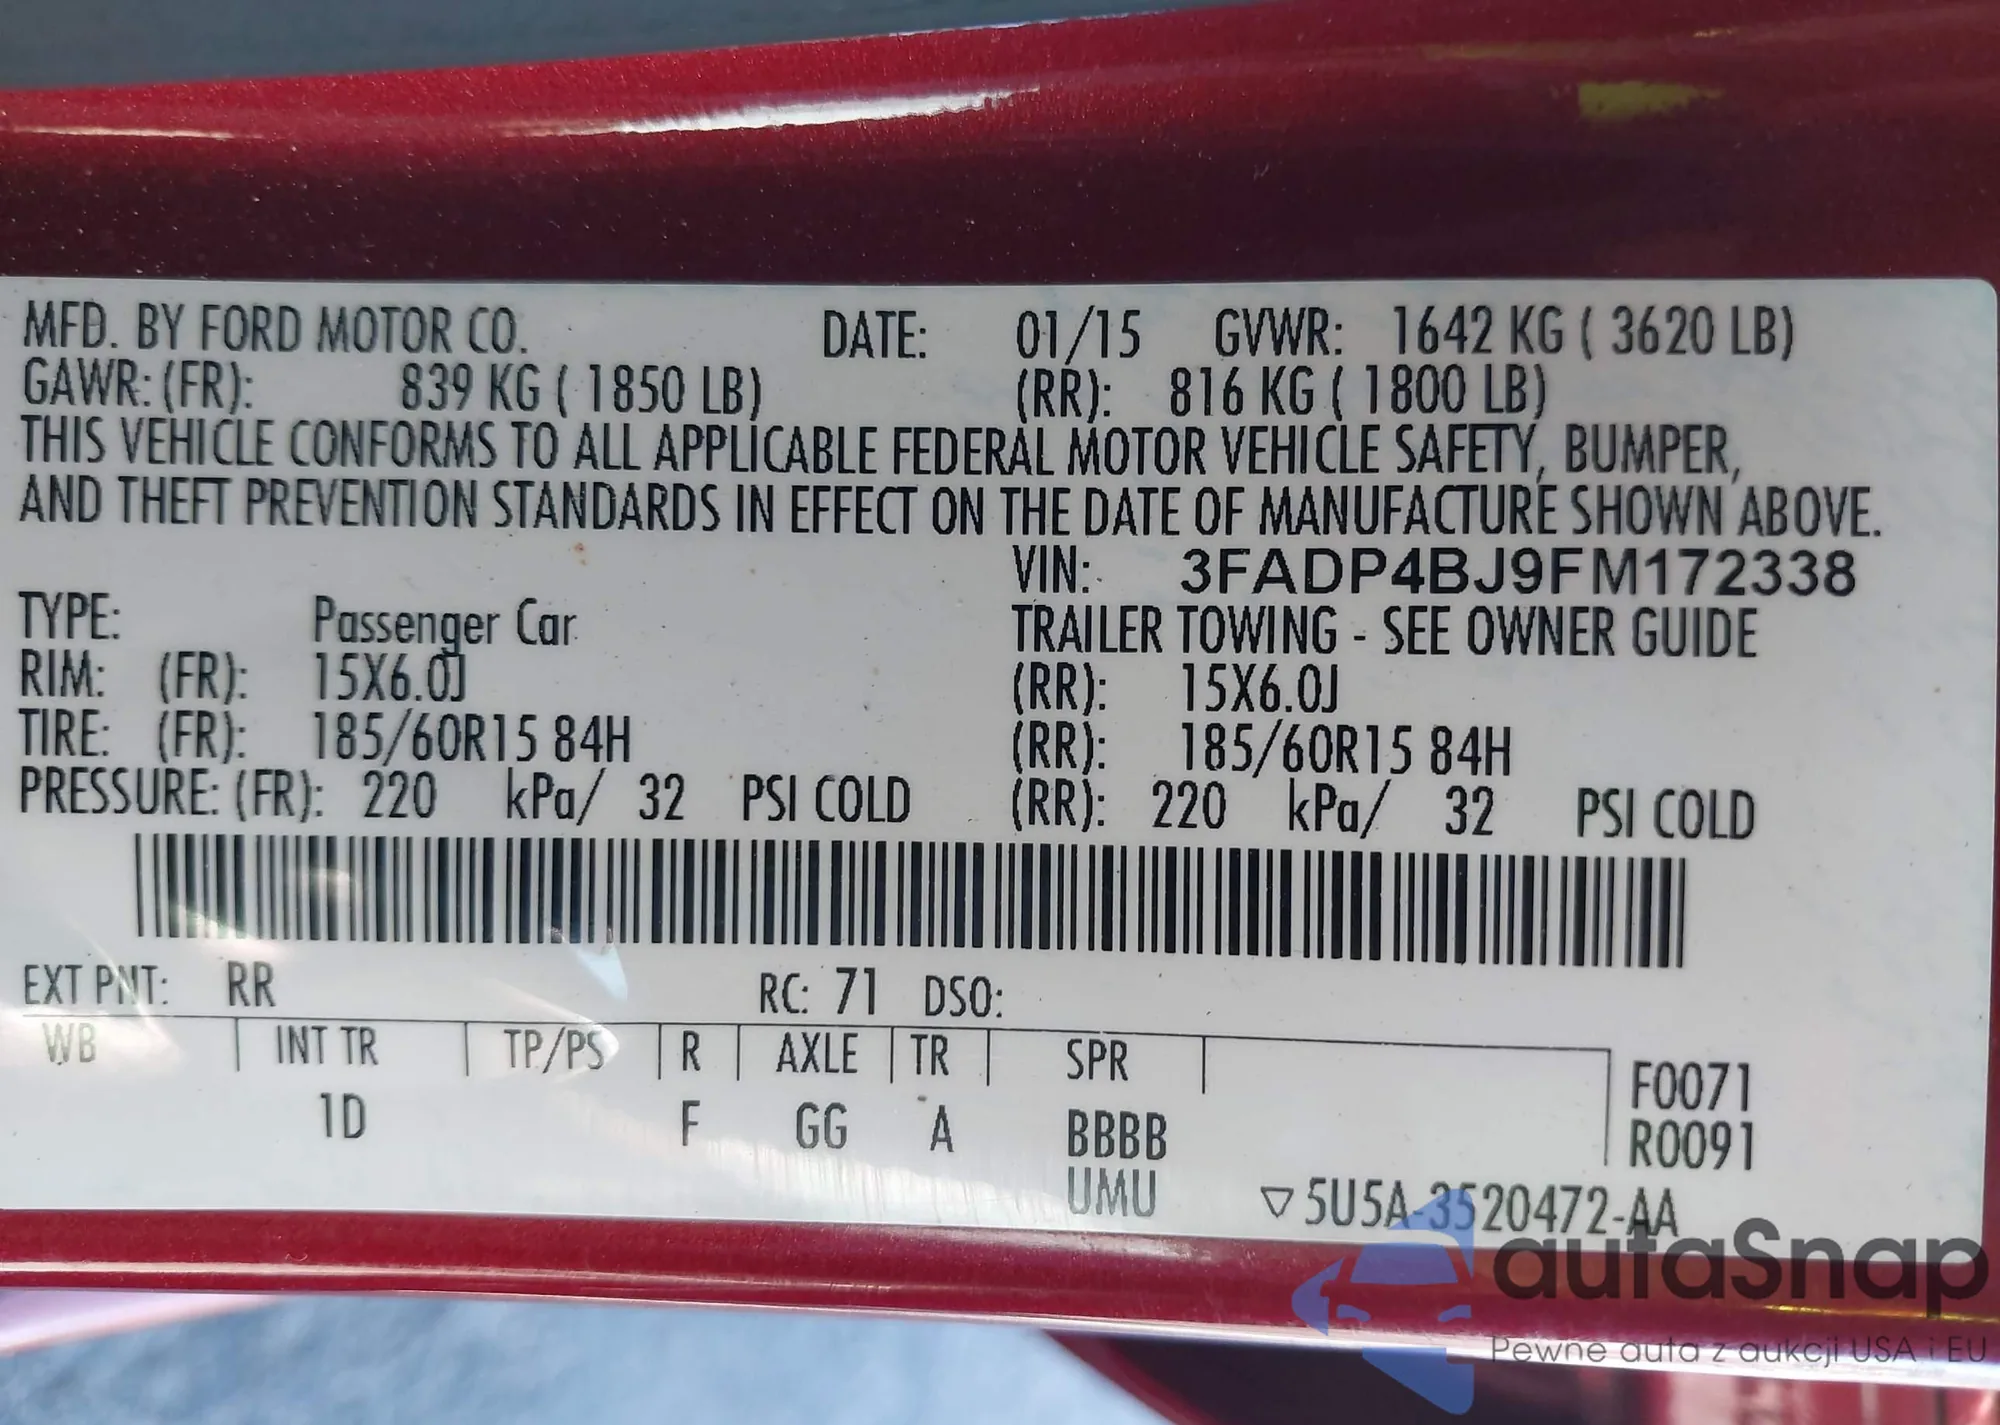 MFD. BY FORD MOTOR CO. DATE: 01/15 GVWR: 1642 KG ( 3620 LB)
GAWR: (FR): 839 KG ( 1850 LB) (RR): 816 KG ( 1800 LB)
THIS VEHICLE CONFORMS TO ALL APPLICABLE FEDERAL MOTOR VEHICLE SAFETY, BUMPER,
AND THEFT PREVENTION STANDARDS IN EFFECT ON THE DATE OF MANUFACTURE SHOWN ABOVE.
VIN: 3FADP4BJ9FM172338
TYPE: Passenger Car TRAILER TOWING - SEE OWNER GUIDE
RIM: (FR): 15X6.0J (RR): 15X6.0J
TIRE: (FR): 185/60R15 84H (RR): 185/60R15 84H
PRESSURE: (FR): 220 kPa/ 32 PSI COLD (RR): 220 kPa/ 32 PSI COLD
EXT PNT: RR RC: 71 DSO:
WB INT TR TP/PS R AXLE TR SPR F0071
1D F GG A BBBB R0091
UMU ▽5U5A-3520472-AA
autaSnap
Pewne auta z aukcji USA i EU